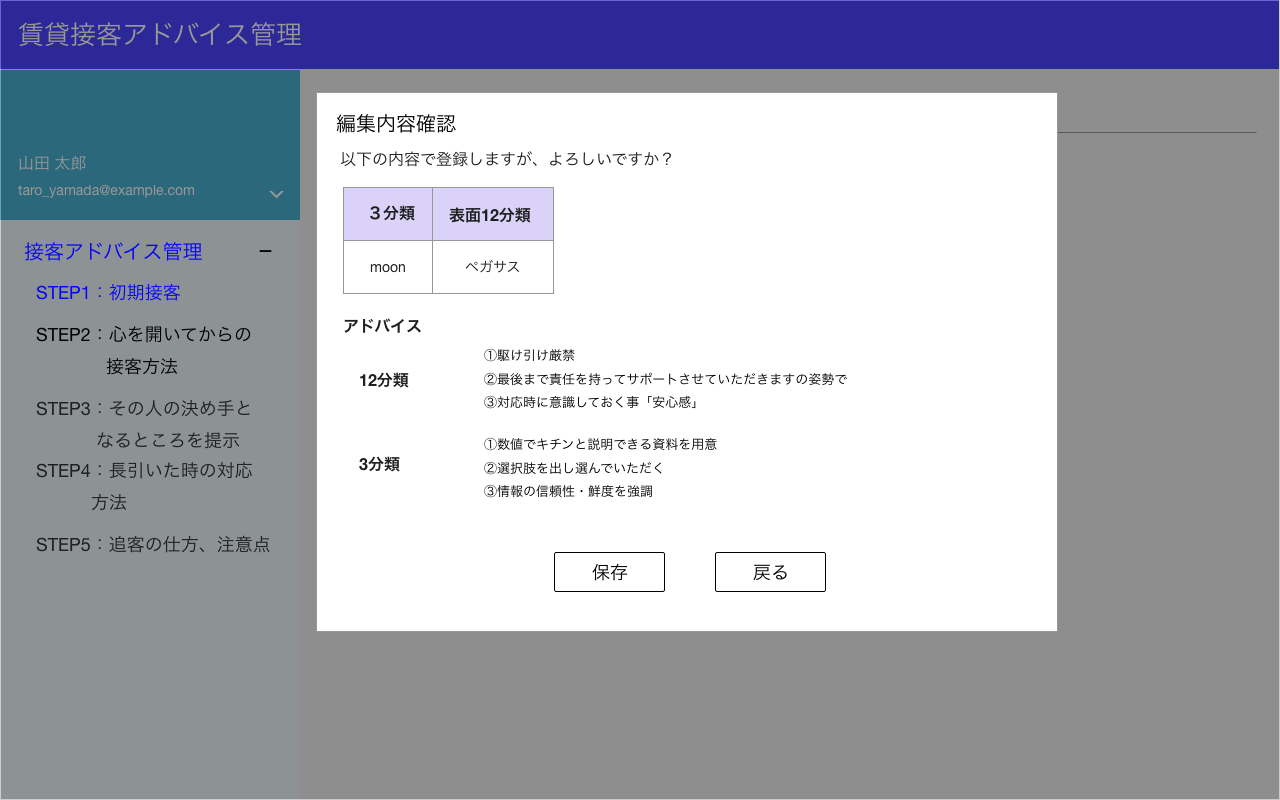 賃貸接客アドバイス管理
山田 太郎
taro_yamada@example.com
接客アドバイス管理
STEP1：初期接客
STEP2：心を開いてからの
接客方法
STEP3：その人の決め手と
なるところを提示
STEP4：長引いた時の対応
方法
STEP5：追客の仕方、注意点
編集内容確認
以下の内容で登録しますが、よろしいですか？
３分類 表面12分類
moon ペガサス
アドバイス
12分類
①駆け引け厳禁
②最後まで責任を持ってサポートさせていただきますの姿勢で
③対応時に意識しておく事「安心感」
3分類
①数値でキチンと説明できる資料を用意
②選択肢を出し選んでいただく
③情報の信頼性・鮮度を強調
保存 戻る